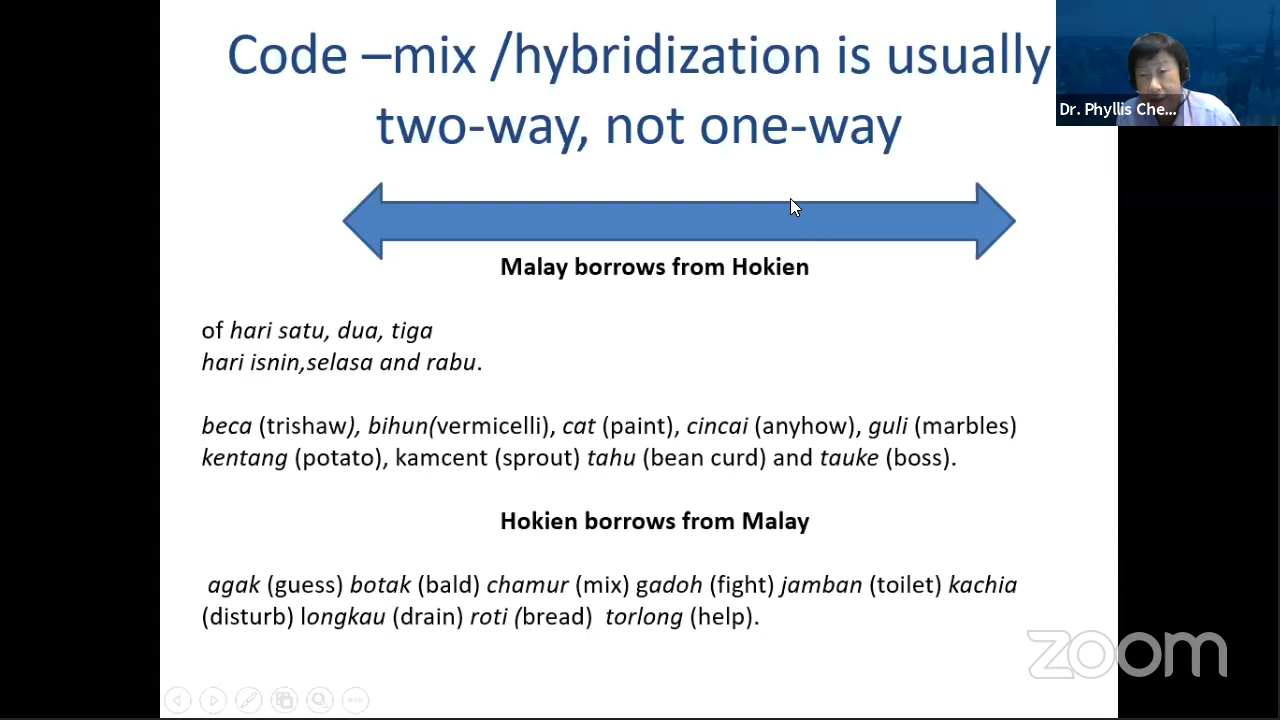 Code –mix /hybridization is usually
two-way, not one-way
Dr. Phyllis Che...
Malay borrows from Hokien
of hari satu, dua, tiga
hari isnin,selasa and rabu.
beca (trishaw), bihun(vermicelli), cat (paint), cincai (anyhow), guli (marbles)
kentang (potato), kamcent (sprout) tahu (bean curd) and tauke (boss).
Hokien borrows from Malay
agak (guess) botak (bald) chamur (mix) gadoh (fight) jamban (toilet) kachia
(disturb) longkau (drain) roti (bread) torlong (help).
zoom